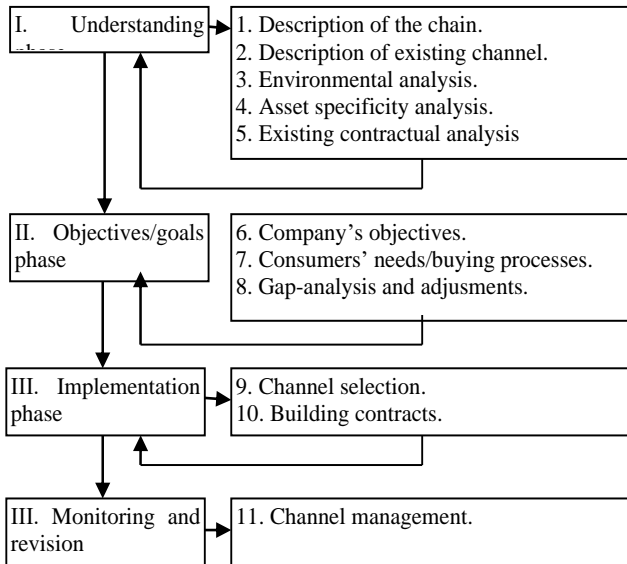 I. Understanding
phase
1. Description of the chain.
2. Description of existing channel.
3. Environmental analysis.
4. Asset specificity analysis.
5. Existing contractual analysis
II. Objectives/goals
phase
6. Company's objectives.
7. Consumers' needs/buying processes.
8. Gap-analysis and adjusments.
III. Implementation
phase
9. Channel selection.
10. Building contracts.
III. Monitoring and
revision
11. Channel management.